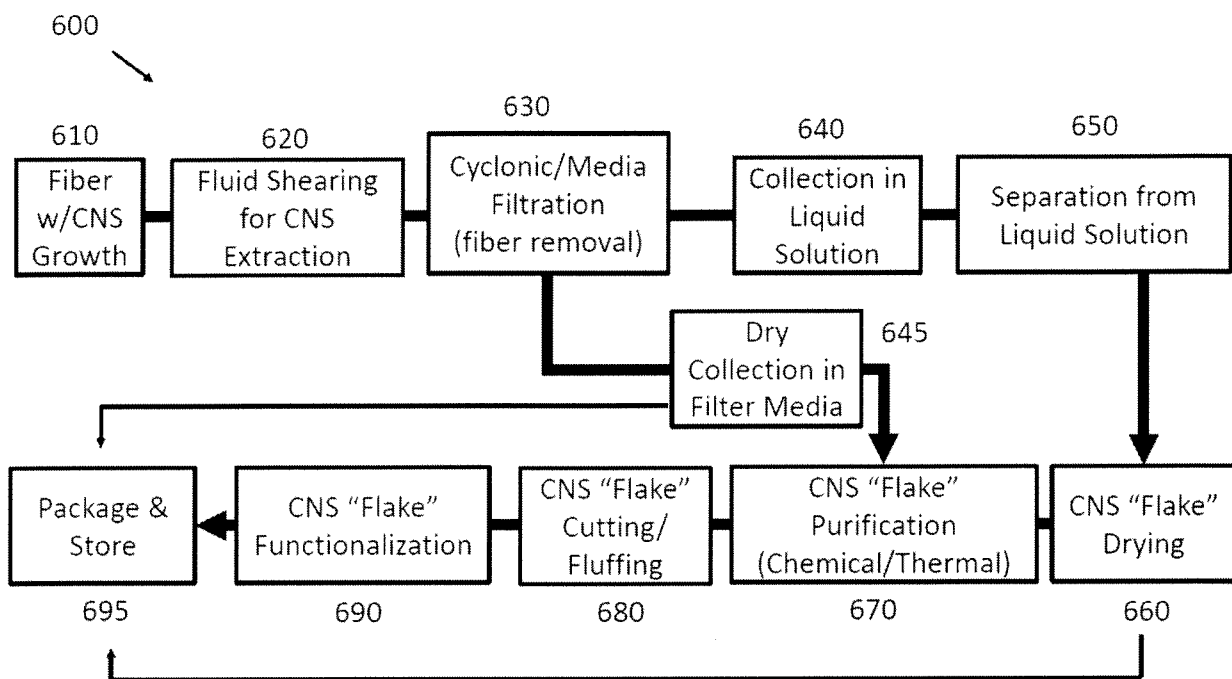 600
610
620
630
640
650
Fiber
w/CNS
Growth
Fluid Shearing
for CNS
Extraction
Cyclonic/Media
Filtration
(fiber removal)
Collection in
Liquid
Solution
Separation from
Liquid Solution
Dry
Collection in
Filter Media
645
Package &
Store
CNS “Flake”
Functionalization
CNS “Flake”
Cutting/
Fluffing
CNS “Flake”
Purification
(Chemical/Thermal)
CNS “Flake”
Drying
695
690
680
670
660